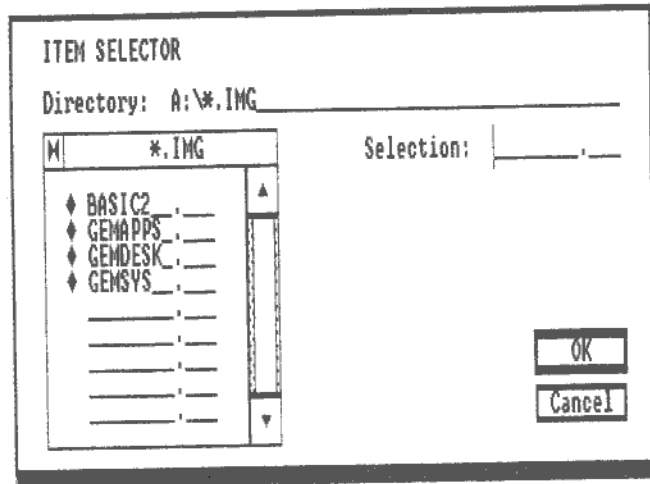 ITEM SELECTOR
Directory: A:\*.IMG
*.IMG
Selection: .
BASIC2 .
GEMAPPS .
GEMDESK .
GEMSYS .
OK
Cancel